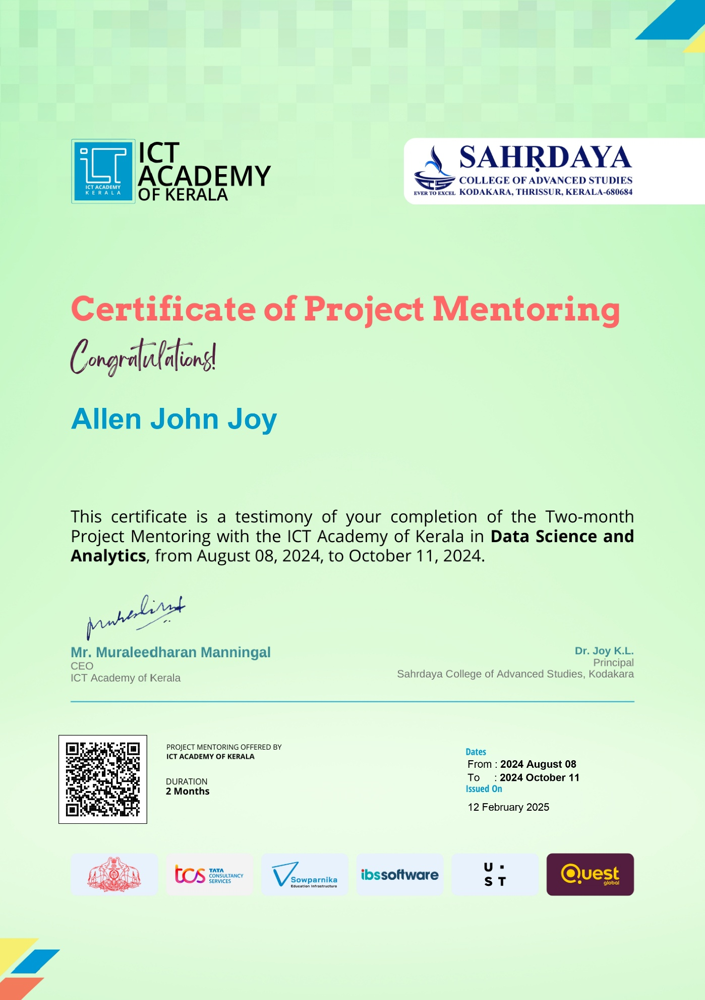 ICT
ACADEMY
OF KERALA
ICT ACADEMY
K E R A L A
SAHṚDAYA
COLLEGE OF ADVANCED STUDIES
EVER TO EXCEL
KODAKARA, THRISSUR, KERALA-680684
Certificate of Project Mentoring
Congratulations!
Allen John Joy
This certificate is a testimony of your completion of the Two-month
Project Mentoring with the ICT Academy of Kerala in Data Science and
Analytics, from August 08, 2024, to October 11, 2024.
Mr. Muraleedharan Manningal
CEO
ICT Academy of Kerala
Dr. Joy K.L.
Principal
Sahrdaya College of Advanced Studies, Kodakara
PROJECT MENTORING OFFERED BY
ICT ACADEMY OF KERALA
DURATION
2 Months
Dates
From : 2024 August 08
To : 2024 October 11
Issued On
12 February 2025
tcs TATA
CONSULTANCY
SERVICES
Sowparnika
Education Infrastructure
ibssoftware
U ·
S T
Quest
global